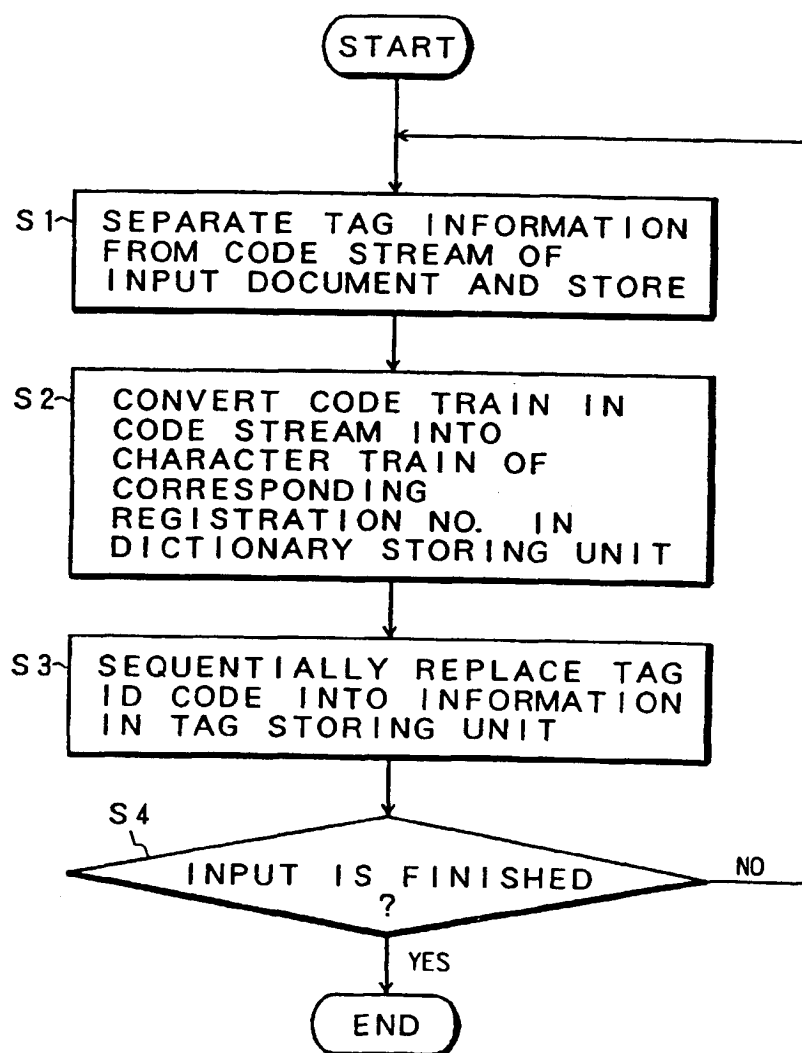 START
S1
SEPARATE TAG INFORMATION
FROM CODE STREAM OF
INPUT DOCUMENT AND STORE
S2
CONVERT CODE TRAIN IN
CODE STREAM INTO
CHARACTER TRAIN OF
CORRESPONDING
REGISTRATION NO. IN
DICTIONARY STORING UNIT
S3
SEQUENTIALLY REPLACE TAG
ID CODE INTO INFORMATION
IN TAG STORING UNIT
S4
INPUT IS FINISHED
?
NO
YES
END